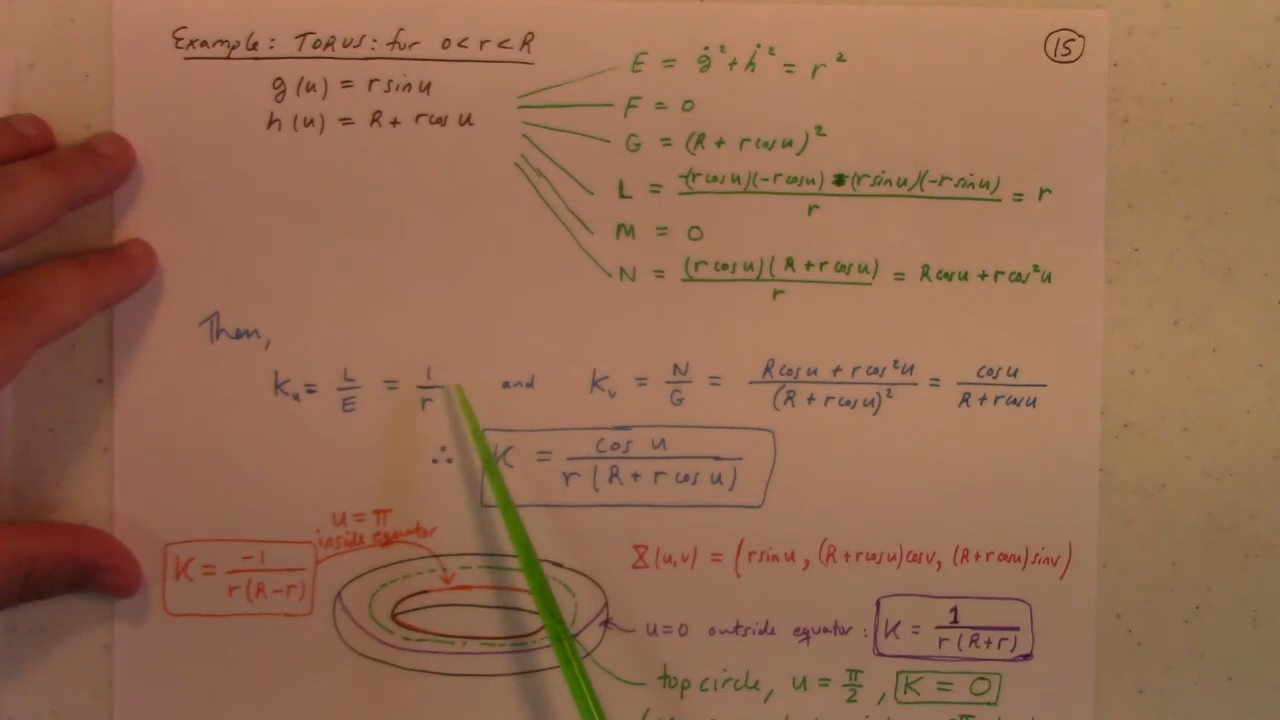 Example: TORUS: for 0 < r < R
15
g(u) = r sin u
h(u) = R + r cos u
E = ġ² + ḣ² = r²
F = 0
G = (R + r cos u)²
L = (-(r cos u)(-r cos u) - (r sin u)(-r sin u)) / r = r
M = 0
N = (r cos u)(R + r cos u) / r = R cos u + r cos² u
Then,
K_u = L/E = 1/r and K_v = N/G = (R cos u + r cos² u) / (R + r cos u)² = cos u / (R + r cos u)
∴ K = cos u / (r (R + r cos u))
u = π
inside equator
K = -1 / (r (R-r))
X(u,v) = (r sin u, (R + r cos u) cos v, (R + r cos u) sin v)
u=0 outside equator: K = 1 / (r (R+r))
top circle, u = π/2, K = 0